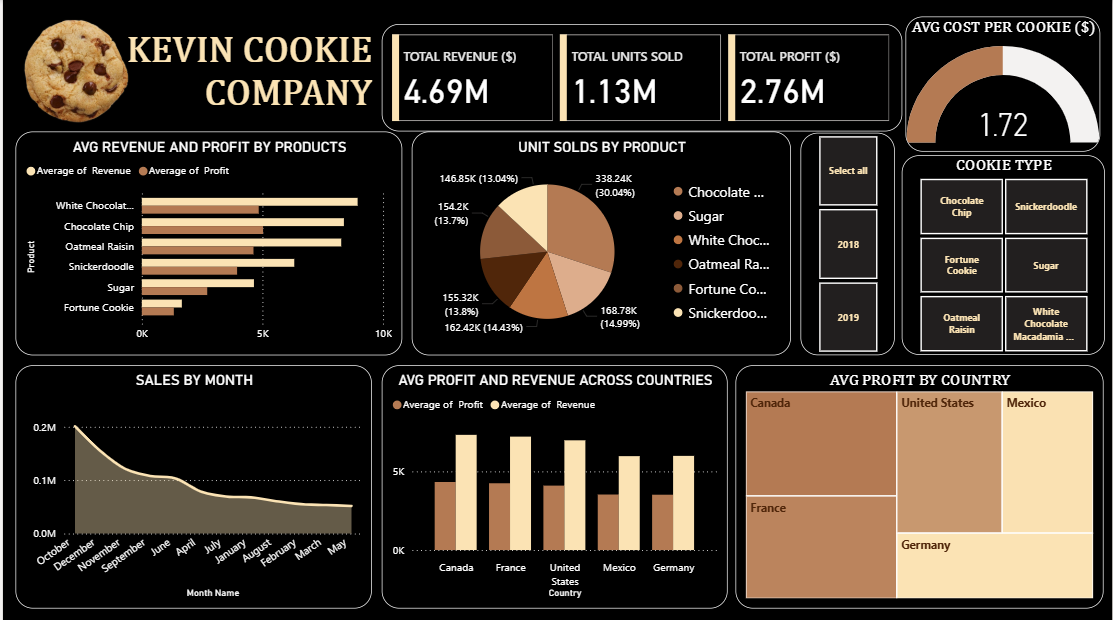 KEVIN COOKIE
COMPANY
TOTAL REVENUE ($)
4.69M
TOTAL UNITS SOLD
1.13M
TOTAL PROFIT ($)
2.76M
AVG COST PER COOKIE ($)
1.72
AVG REVENUE AND PROFIT BY PRODUCTS
Average of Revenue
Average of Profit
Product
White Chocolat...
Chocolate Chip
Oatmeal Raisin
Snickerdoodle
Sugar
Fortune Cookie
0K
5K
10K
UNIT SOLDS BY PRODUCT
146.85K (13.04%)
338.24K
(30.04%)
154.2K
(13.7%)
155.32K
(13.8%)
162.42K (14.43%)
168.78K
(14.99%)
Chocolate ...
Sugar
White Choc...
Oatmeal Ra...
Fortune Co...
Snickerdoo...
Select all
2018
2019
COOKIE TYPE
Chocolate
Chip
Snickerdoodle
Fortune
Cookie
Sugar
Oatmeal
Raisin
White
Chocolate
Macadamia ...
SALES BY MONTH
0.2M
0.1M
0.0M
October
December
November
September
June
April
July
January
August
February
March
May
Month Name
AVG PROFIT AND REVENUE ACROSS COUNTRIES
Average of Profit
Average of Revenue
5K
0K
Canada
France
United
States
Mexico
Germany
Country
AVG PROFIT BY COUNTRY
Canada
United States
Mexico
France
Germany